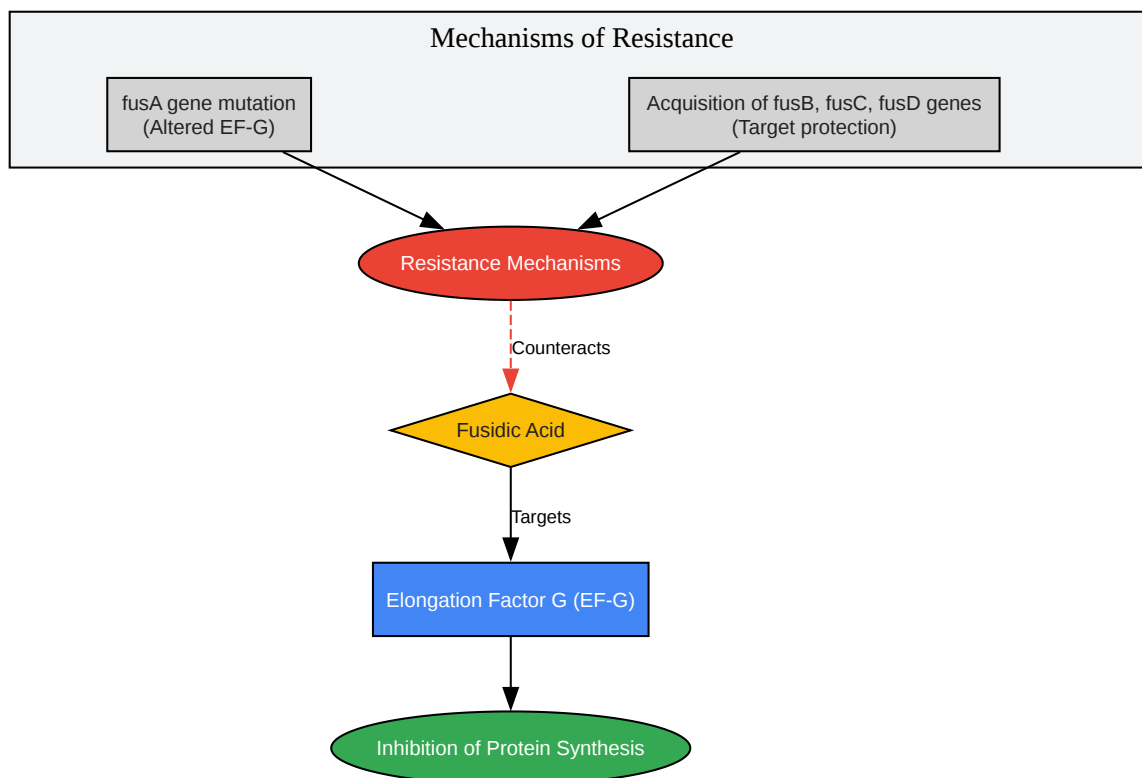 Mechanisms of Resistance
fusA gene mutation
(Altered EF-G)
Acquisition of fusB, fusC, fusD genes
(Target protection)
Resistance Mechanisms
Counteracts
Fusidic Acid
Targets
Elongation Factor G (EF-G)
Inhibition of Protein Synthesis